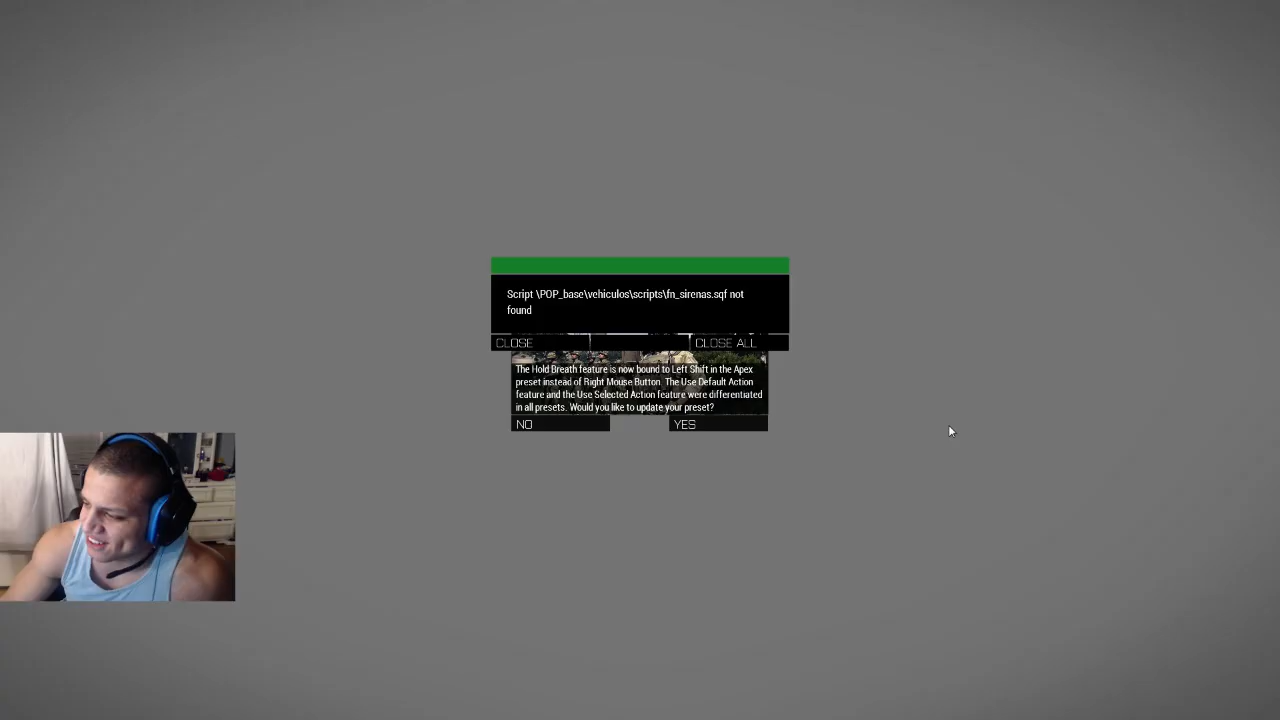 Script \POP_base\vehiculos\scripts\fn_sirenas.sqf not
found
CLOSE
CLOSE ALL
The Hold Breath feature is now bound to Left Shift in the Apex
preset instead of Right Mouse Button. The Use Default Action
feature and the Use Selected Action feature were differentiated
in all presets. Would you like to update your preset?
NO
YES